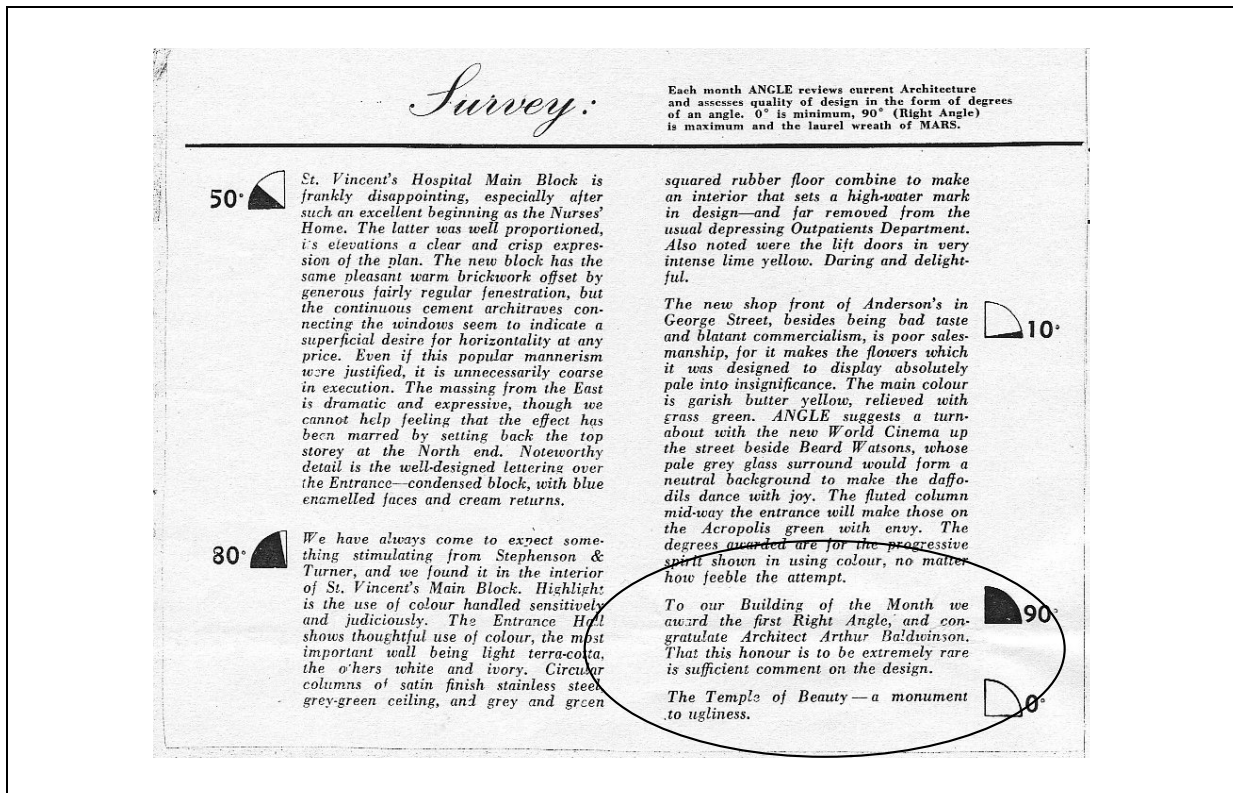 Survey:
Each month ANGLE reviews current Architecture
and assesses quality of design in the form of degrees
of an angle. 0° is minimum, 90° (Right Angle)
is maximum and the laurel wreath of MARS.
50°
St. Vincent's Hospital Main Block is
frankly disappointing, especially after
such an excellent beginning as the Nurses'
Home. The latter was well proportioned,
its elevations a clear and crisp expres-
sion of the plan. The new block has the
same pleasant warm brickwork offset by
generous fairly regular fenestration, but
the continuous cement architraves con-
necting the windows seem to indicate a
superficial desire for horizontality at any
price. Even if this popular mannerism
were justified, it is unnecessarily coarse
in execution. The massing from the East
is dramatic and expressive, though we
cannot help feeling that the effect has
been marred by setting back the top
storey at the North end. Noteworthy
detail is the well-designed lettering over
the Entrance—condensed block, with blue
enamelled faces and cream returns.
80°
We have always come to expect some-
thing stimulating from Stephenson &
Turner, and we found it in the interior
of St. Vincent's Main Block. Highlight
is the use of colour handled sensitively
and judiciously. The Entrance Hall
shows thoughtful use of colour, the most
important wall being light terra-cotta,
the others white and ivory. Circular
columns of satin finish stainless steel,
grey-green ceiling, and grey and green
squared rubber floor combine to make
an interior that sets a high-water mark
in design—and far removed from the
usual depressing Outpatients Department.
Also noted were the lift doors in very
intense lime yellow. Daring and delight-
ful.
The new shop front of Anderson's in
George Street, besides being bad taste
and blatant commercialism, is poor sales-
manship, for it makes the flowers which
it was designed to display absolutely
pale into insignificance. The main colour
is garish butter yellow, relieved with
grass green. ANGLE suggests a turn-
about with the new World Cinema up
the street beside Beard Watsons, whose
pale grey glass surround would form a
neutral background to make the daffo-
dils dance with joy. The fluted column
mid-way the entrance will make those on
the Acropolis green with envy. The
degrees awarded are for the progressive
spirit shown in using colour, no matter
how feeble the attempt.
10°
To our Building of the Month we
award the first Right Angle, and con-
gratulate Architect Arthur Baldwinson.
That this honour is to be extremely rare
is sufficient comment on the design.
90°
The Temple of Beauty—a monument
to ugliness.
0°